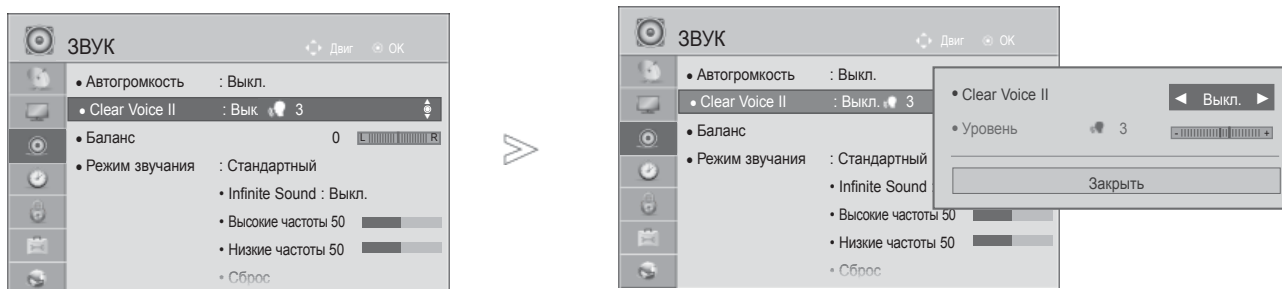 ЗВУК
Двиг OK
• Автогромкость : Выкл.
• Clear Voice II : Вык 3
• Баланс 0 L R
• Режим звучания : Стандартный
• Infinite Sound : Выкл.
• Высокие частоты 50
• Низкие частоты 50
• Сброс
ЗВУК
Двиг OK
• Автогромкость : Выкл.
• Clear Voice II : Выкл. 3
• Баланс
• Режим звучания : Стандартный
• Infinite Sound :
• Высокие частоты 50
• Низкие частоты 50
• Сброс
• Clear Voice II ◄ Выкл. ►
• Уровень 3 - +
Закрыть